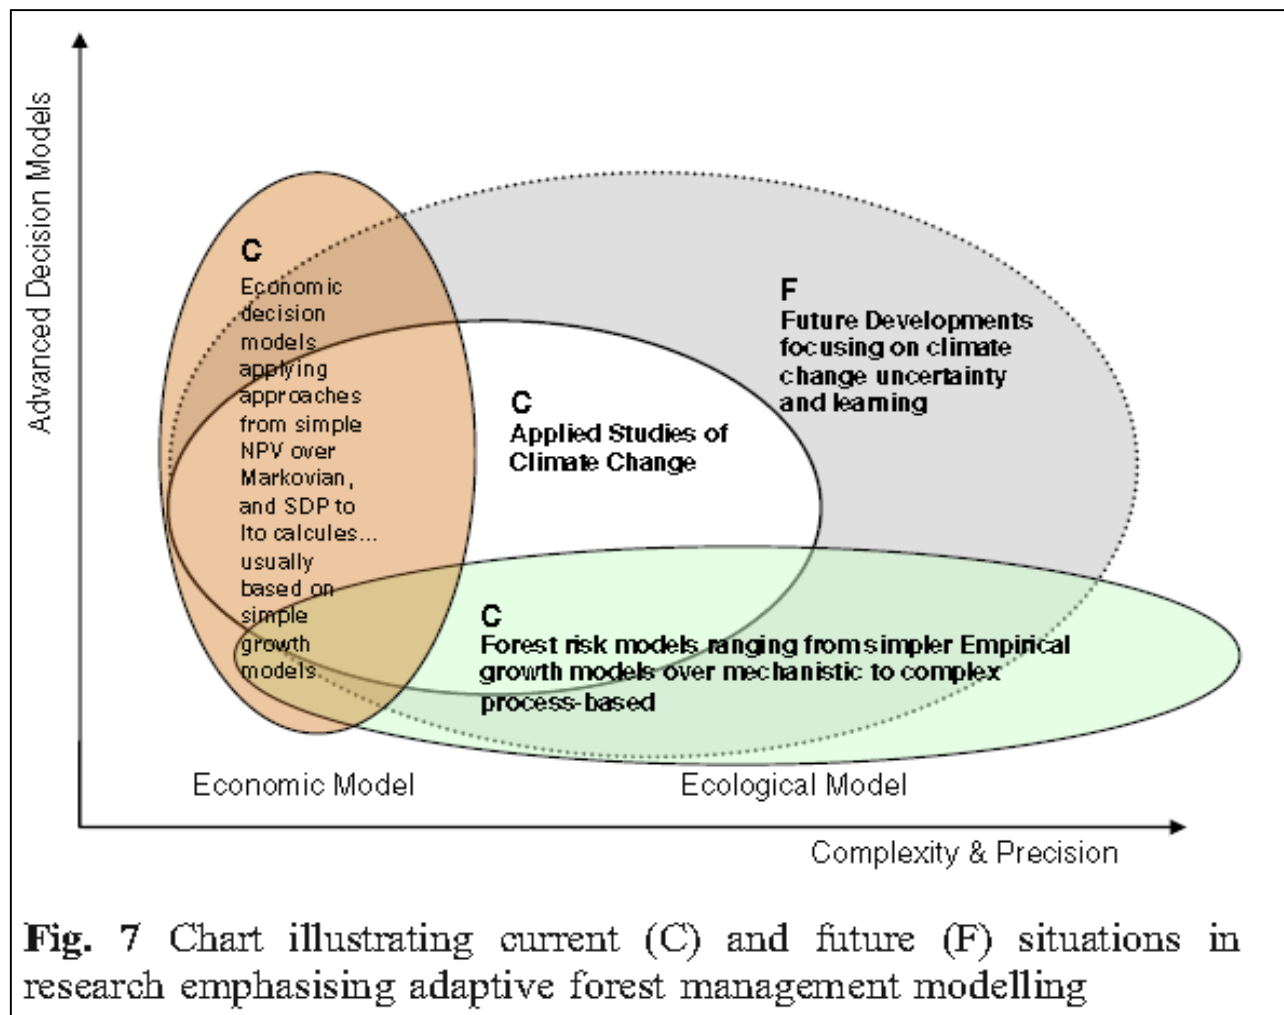 Advanced Decision Models
C
Economic
decision
models
applying
approaches
from simple
NPV over
Markovian,
and SDP to
Ito calcules...
usually
based on
simple
growth
models.
C
Applied Studies of
Climate Change
F
Future Developments
focusing on climate
change uncertainty
and learning
C
Forest risk models ranging from simpler Empirical
growth models over mechanistic to complex
process-based
Economic Model
Ecological Model
Complexity & Precision
Fig. 7 Chart illustrating current (C) and future (F) situations in
research emphasising adaptive forest management modelling